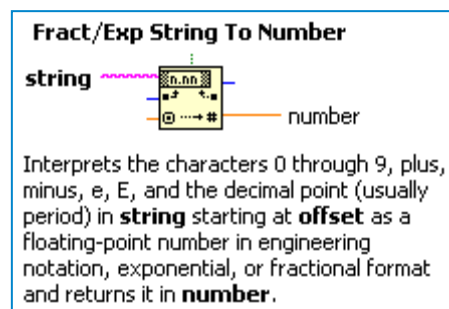 Fract/Exp String To Number
string
n.nn
number
Interprets the characters 0 through 9, plus,
minus, e, E, and the decimal point (usually
period) in string starting at offset as a
floating-point number in engineering
notation, exponential, or fractional format
and returns it in number.